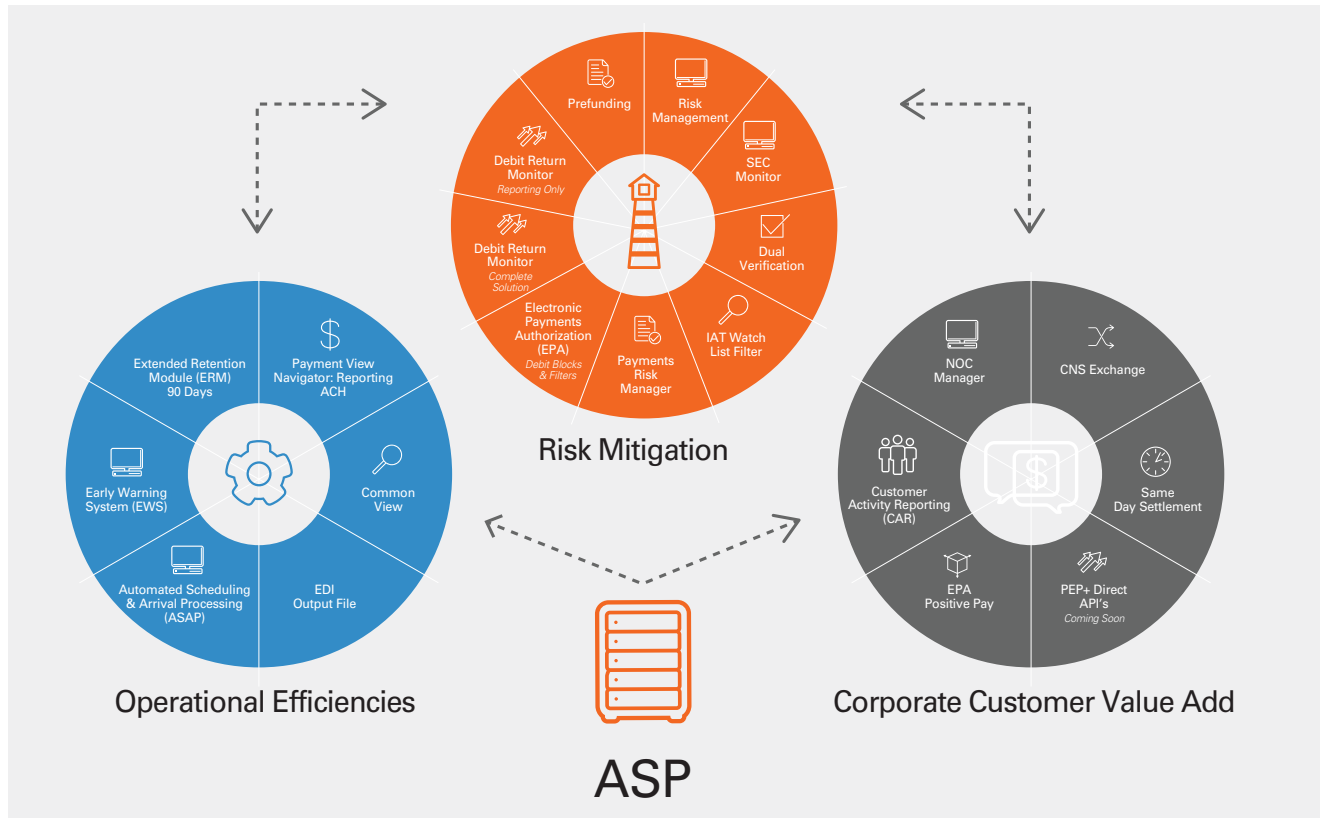 Prefunding
Risk
Management
SEC
Monitor
Dual
Verification
IAT Watch
List Filter
Payments
Risk
Manager
Electronic
Payments
Authorization
(EPA)
Debit Blocks
& Filters
Debit Return
Monitor
Complete
Solution
Debit Return
Monitor
Reporting Only
Risk Mitigation
Extended Retention
Module (ERM)
90 Days
Payment View
Navigator: Reporting
ACH
Common
View
EDI
Output File
Automated Scheduling
& Arrival Processing
(ASAP)
Early Warning
System (EWS)
Operational Efficiencies
NOC
Manager
CNS Exchange
Same
Day Settlement
PEP+ Direct
API's
Coming Soon
EPA
Positive Pay
Customer
Activity Reporting
(CAR)
$
Corporate Customer Value Add
ASP